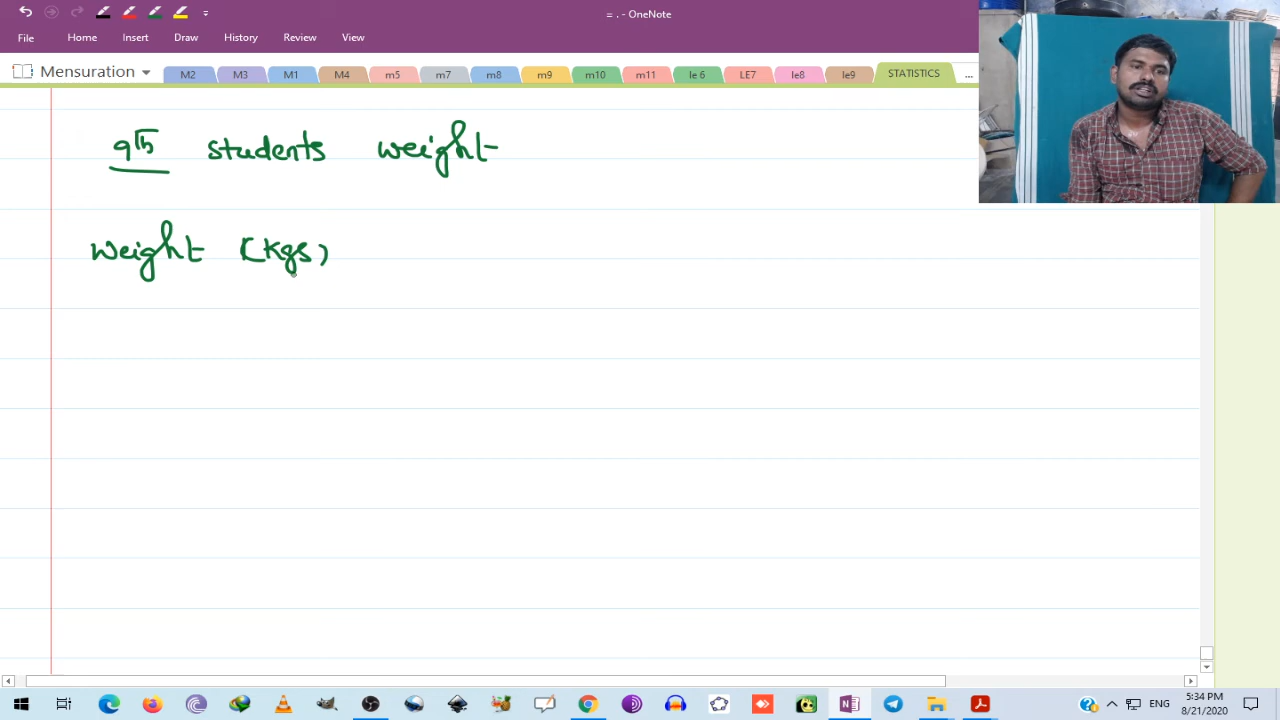 = . - OneNote
File Home Insert Draw History Review View
Mensuration M2 M3 M1 M4 m5 m7 m8 m9 m10 m11 le 6 LE7 le8 le9 STATISTICS ...
9th students weight
weight (kgs)
5:34 PM
ENG
8/21/2020